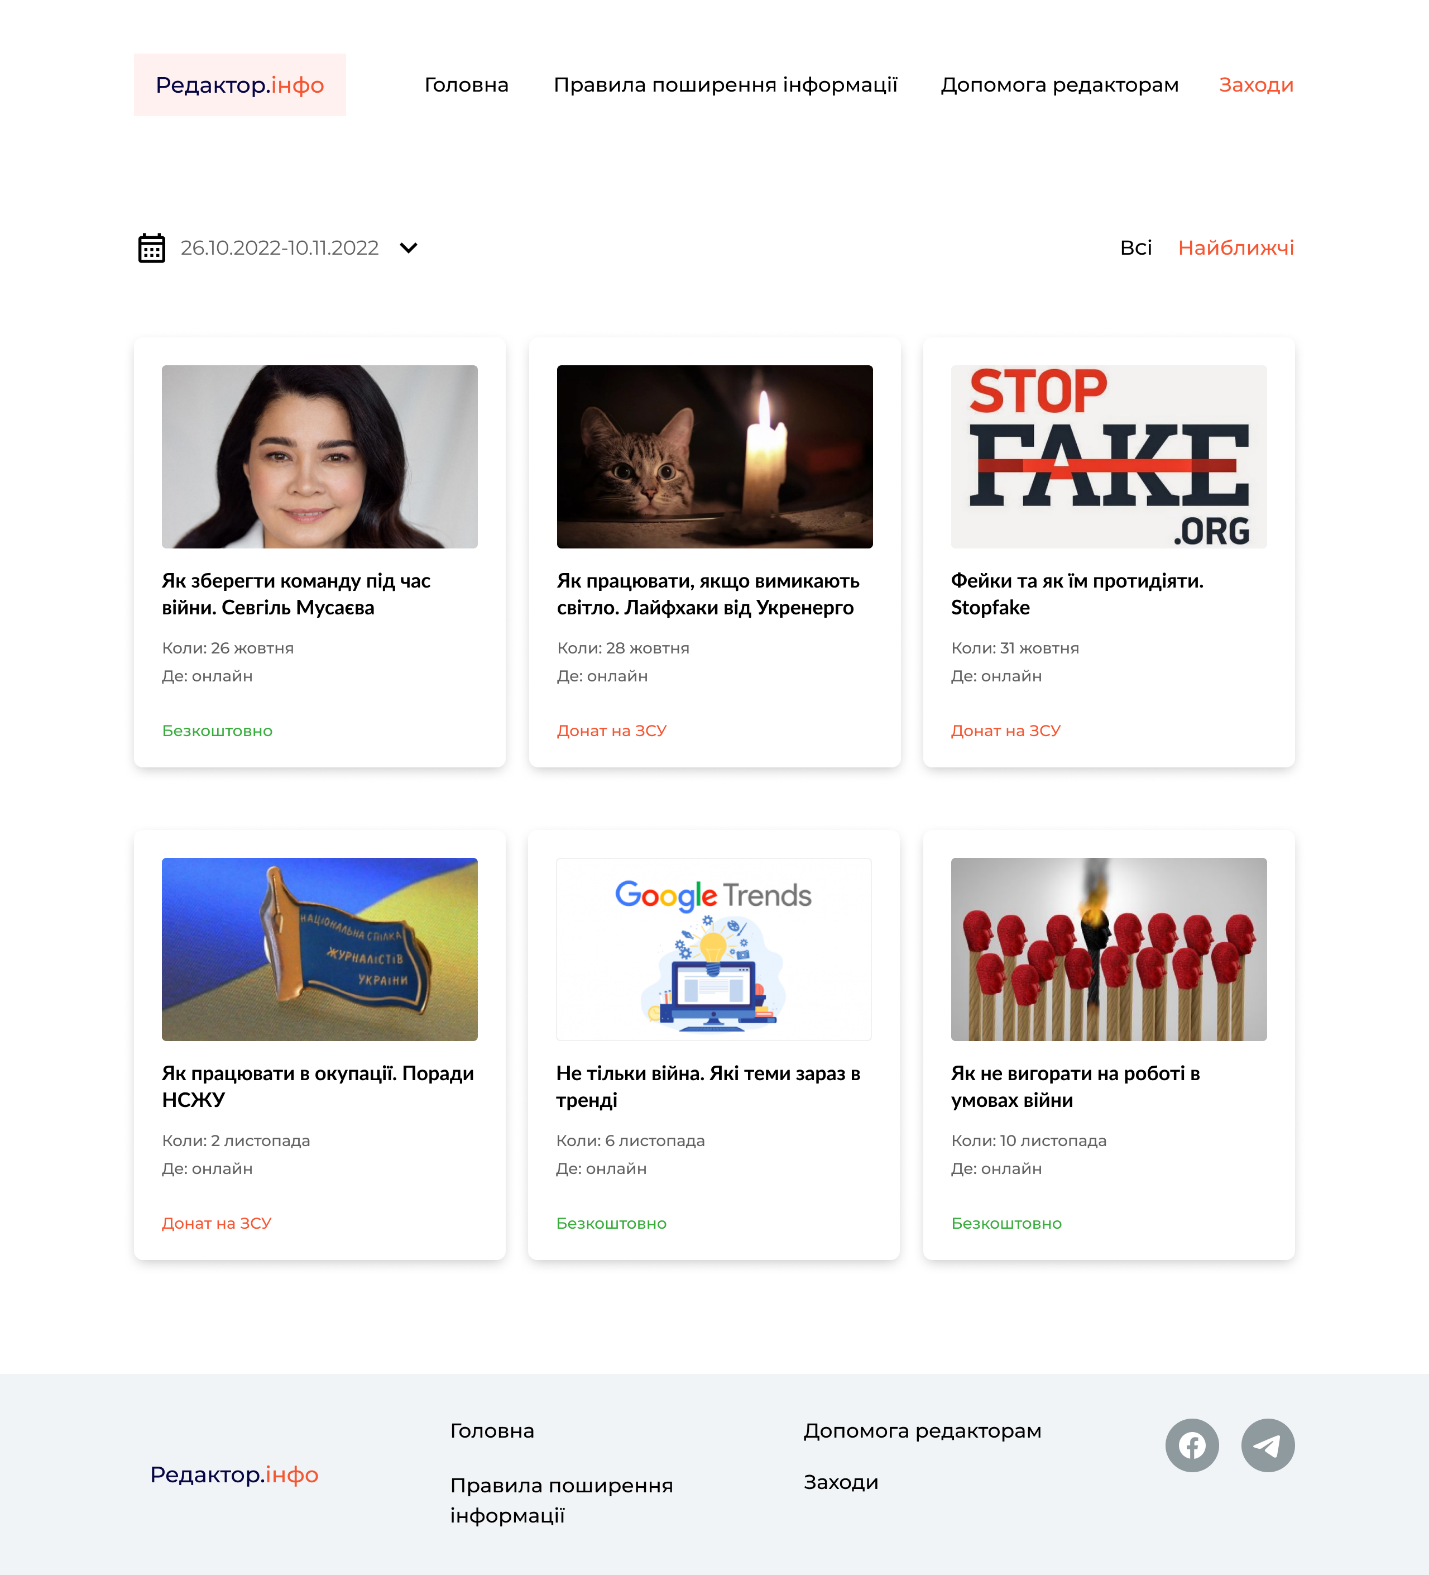 Редактор.інфо
Головна
Правила поширення інформації
Допомога редакторам
Заходи
26.10.2022-10.11.2022
Всі
Найближчі
STOP
FAKE
.ORG
Як зберегти команду під час
війни. Севгіль Мусаєва
Коли: 26 жовтня
Де: онлайн
Безкоштовно
Як працювати, якщо вимикають
світло. Лайфхаки від Укренерго
Коли: 28 жовтня
Де: онлайн
Донат на ЗСУ
Фейки та як їм протидіяти.
Stopfake
Коли: 31 жовтня
Де: онлайн
Донат на ЗСУ
НАЦІОНАЛЬНА СПІЛКА
ЖУРНАЛІСТІВ
УКРАЇНИ
Як працювати в окупації. Поради
НСЖУ
Коли: 2 листопада
Де: онлайн
Донат на ЗСУ
Google Trends
Не тільки війна. Які теми зараз в
тренді
Коли: 6 листопада
Де: онлайн
Безкоштовно
Як не вигорати на роботі в
умовах війни
Коли: 10 листопада
Де: онлайн
Безкоштовно
Редактор.інфо
Головна
Правила поширення
інформації
Допомога редакторам
Заходи